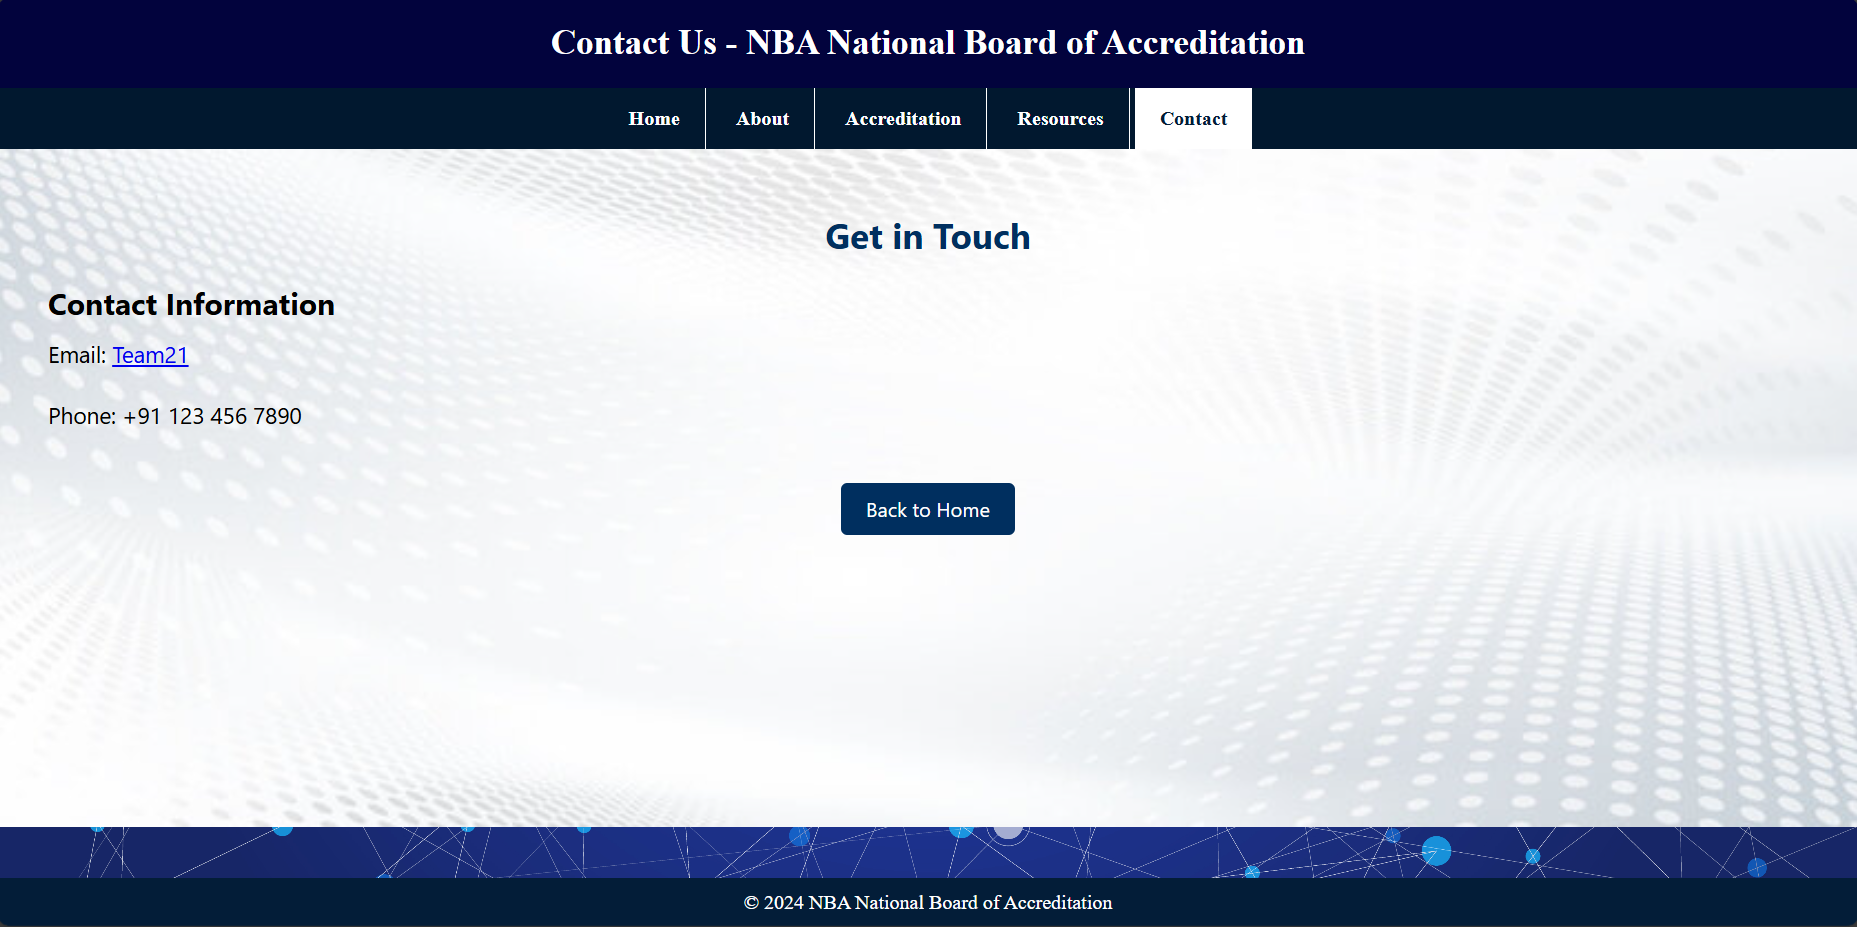 Contact Us - NBA National Board of Accreditation
Home About Accreditation Resources Contact
Get in Touch
Contact Information
Email: Team21
Phone: +91 123 456 7890
Back to Home
© 2024 NBA National Board of Accreditation